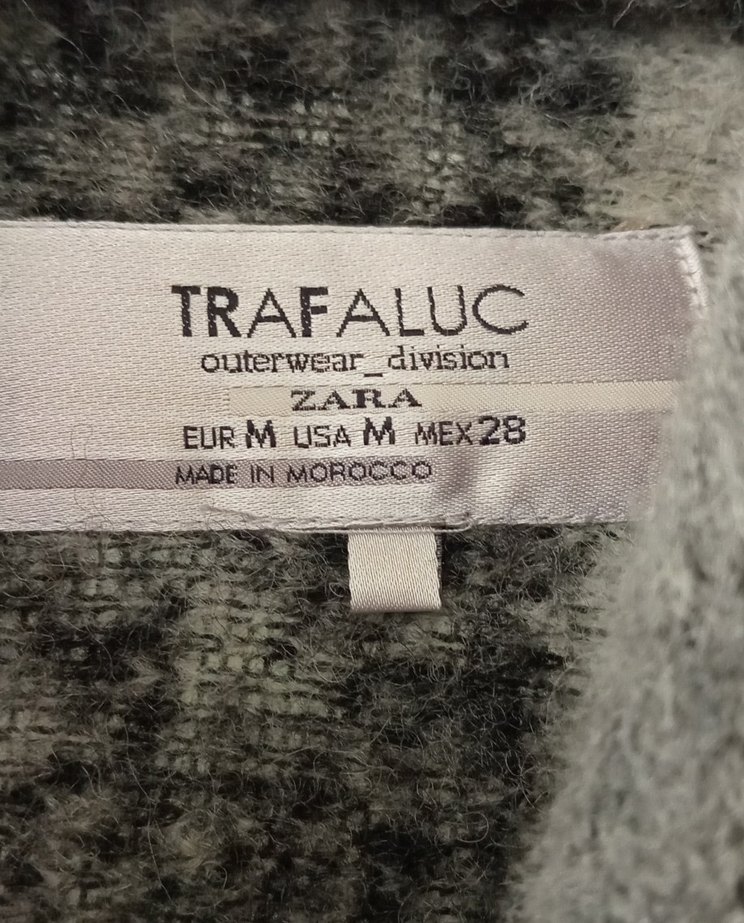 TRAFALUC
outerwear_division
ZARA
EUR M USA M MEX 28
MADE IN MOROCCO